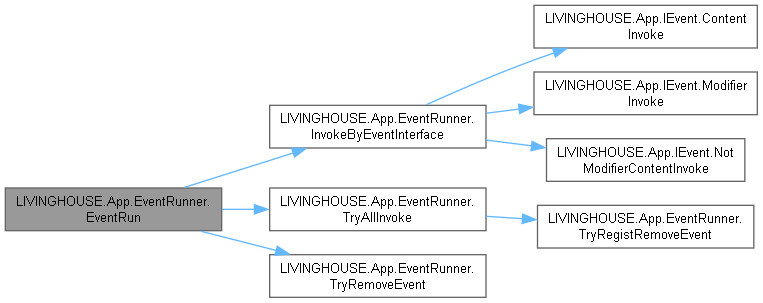 LIVINGHOUSE.App.IEvent.Content
Invoke
LIVINGHOUSE.App.IEvent.Modifier
Invoke
LIVINGHOUSE.App.EventRunner.
InvokeByEventInterface
LIVINGHOUSE.App.IEvent.Not
ModifierContentInvoke
LIVINGHOUSE.App.EventRunner.
EventRun
LIVINGHOUSE.App.EventRunner.
TryAllInvoke
LIVINGHOUSE.App.EventRunner.
TryRegistRemoveEvent
LIVINGHOUSE.App.EventRunner.
TryRemoveEvent